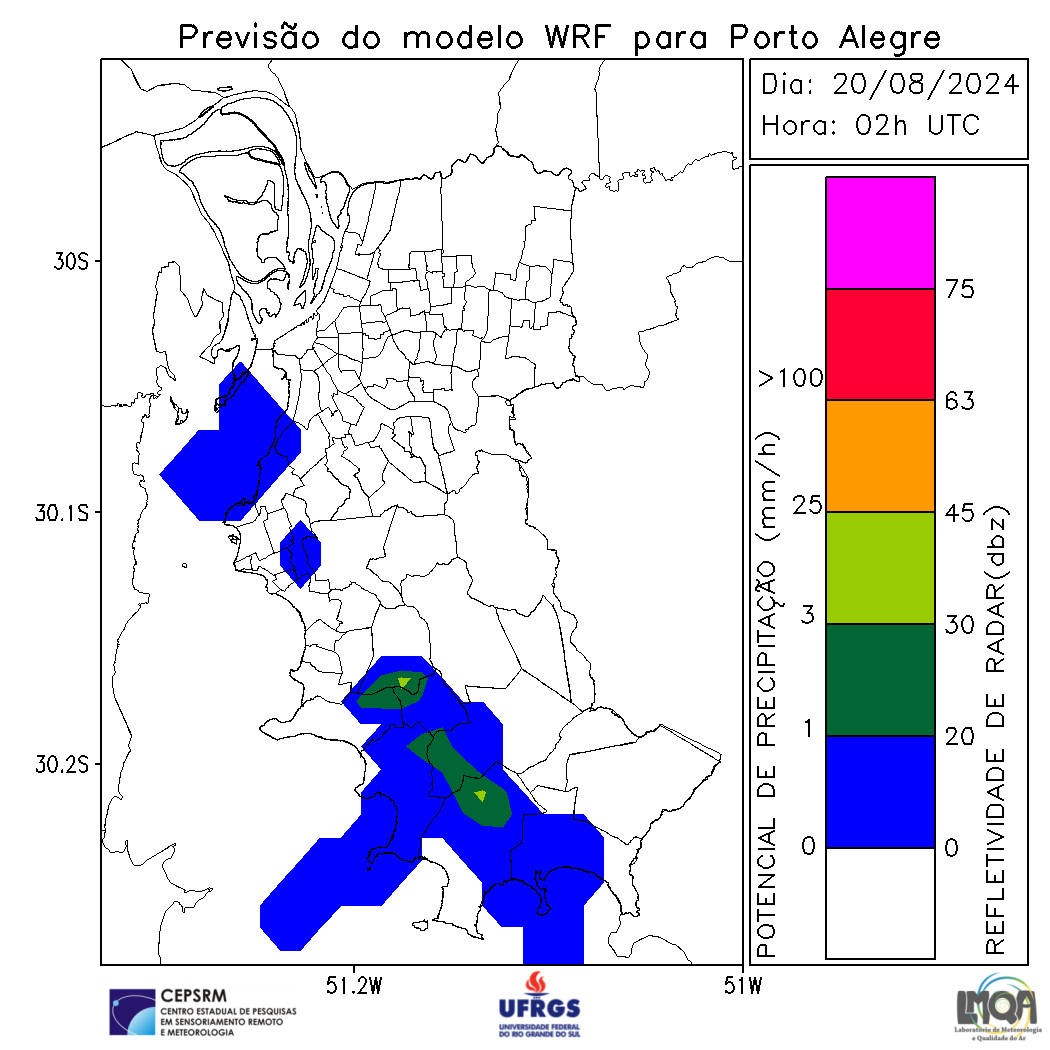 Previsão do modelo WRF para Porto Alegre
Dia: 20/08/2024
Hora: 02h UTC
30S
30.1S
30.2S
51.2W
51W
POTENCIAL DE PRECIPITAÇÃO (mm/h)
>100
25
3
1
0
75
63
45
30
20
0
REFLETIVIDADE DE RADAR(dbz)
CEPSRM
CENTRO ESTADUAL DE PESQUISAS
EM SENSORIAMENTO REMOTO
E METEOROLOGIA
UFRGS
UNIVERSIDADE FEDERAL
DO RIO GRANDE DO SUL
LMQA
Laboratório de Meteorologia
e Qualidade do Ar